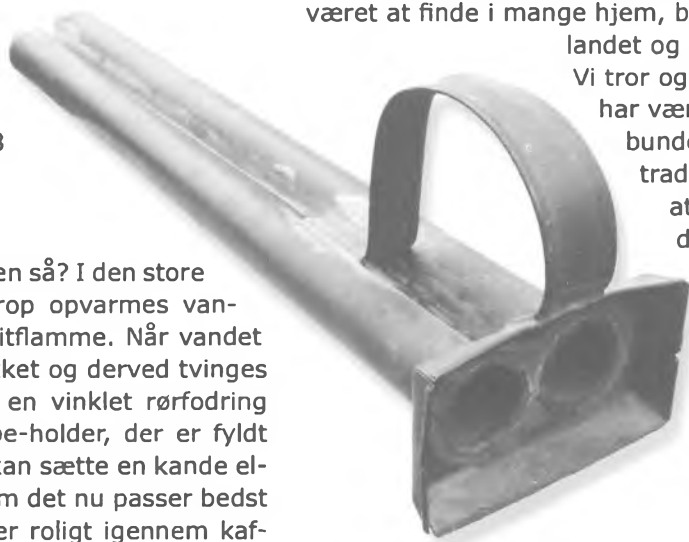 været at finde i mange hjem, b
landet og
Vi tror og
har vær
bunde
trad
at
d
3
en så? I den store
rop opvarmes van-
itflamme. Når vandet
ket og derved tvinges
en vinklet rørfodring
e-holder, der er fyldt
kan sætte en kande el-
m det nu passer bedst
er roligt igennem kaf-